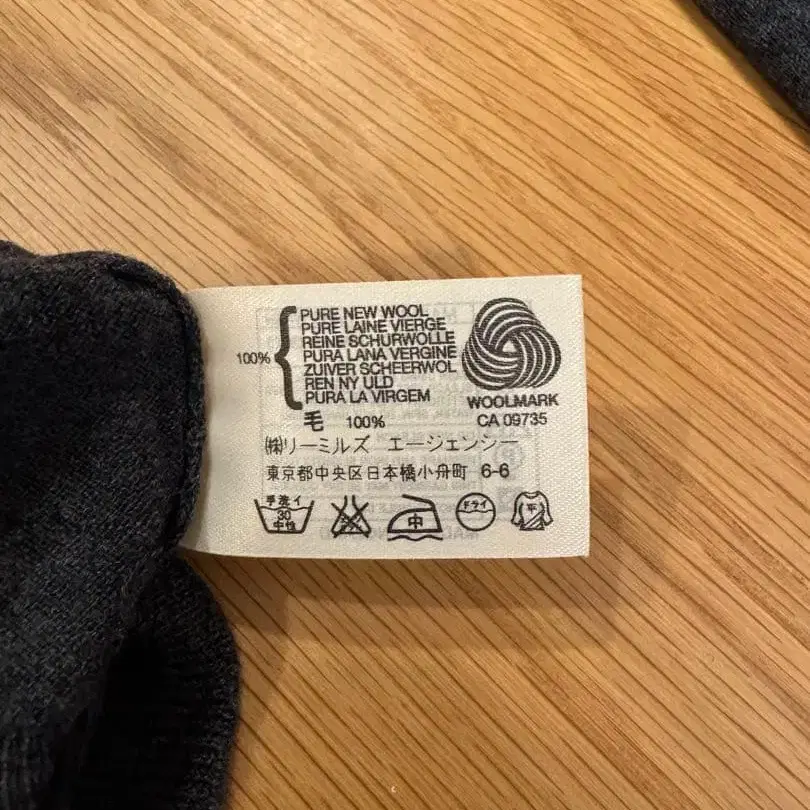 100%
PURE NEW WOOL
PURE LAINE VIERGE
REINE SCHURWOLLE
PURA LANA VERGINE
ZUIVER SCHEERWOL
REN NY ULD
PURA LA VIRGEM
WOOLMARK
CA 09735
毛 100%
㈱リーミルズ エージェンシー
東京都中央区日本橋小舟町 6-6
手洗イ
30
中性
中
ドライ
平